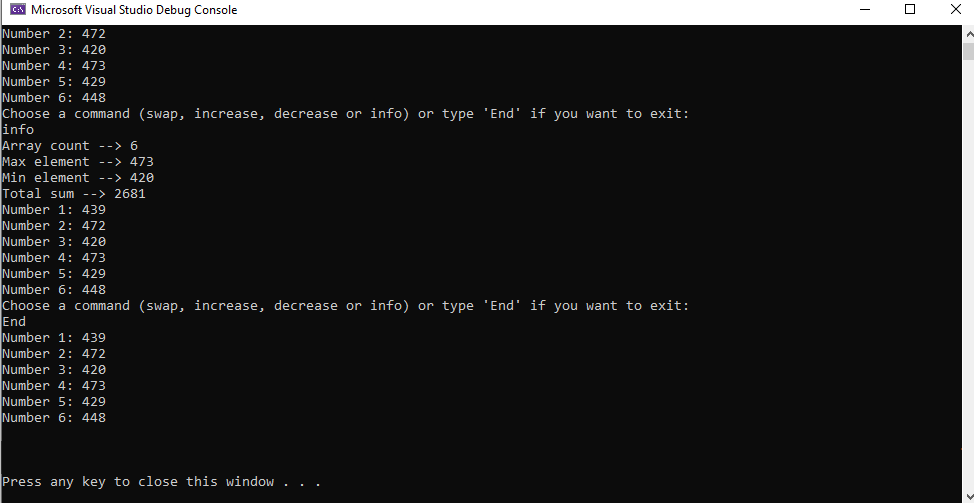 Microsoft Visual Studio Debug Console
Number 2: 472
Number 3: 420
Number 4: 473
Number 5: 429
Number 6: 448
Choose a command (swap, increase, decrease or info) or type 'End' if you want to exit:
info
Array count --> 6
Max element --> 473
Min element --> 420
Total sum --> 2681
Number 1: 439
Number 2: 472
Number 3: 420
Number 4: 473
Number 5: 429
Number 6: 448
Choose a command (swap, increase, decrease or info) or type 'End' if you want to exit:
End
Number 1: 439
Number 2: 472
Number 3: 420
Number 4: 473
Number 5: 429
Number 6: 448
Press any key to close this window . . .